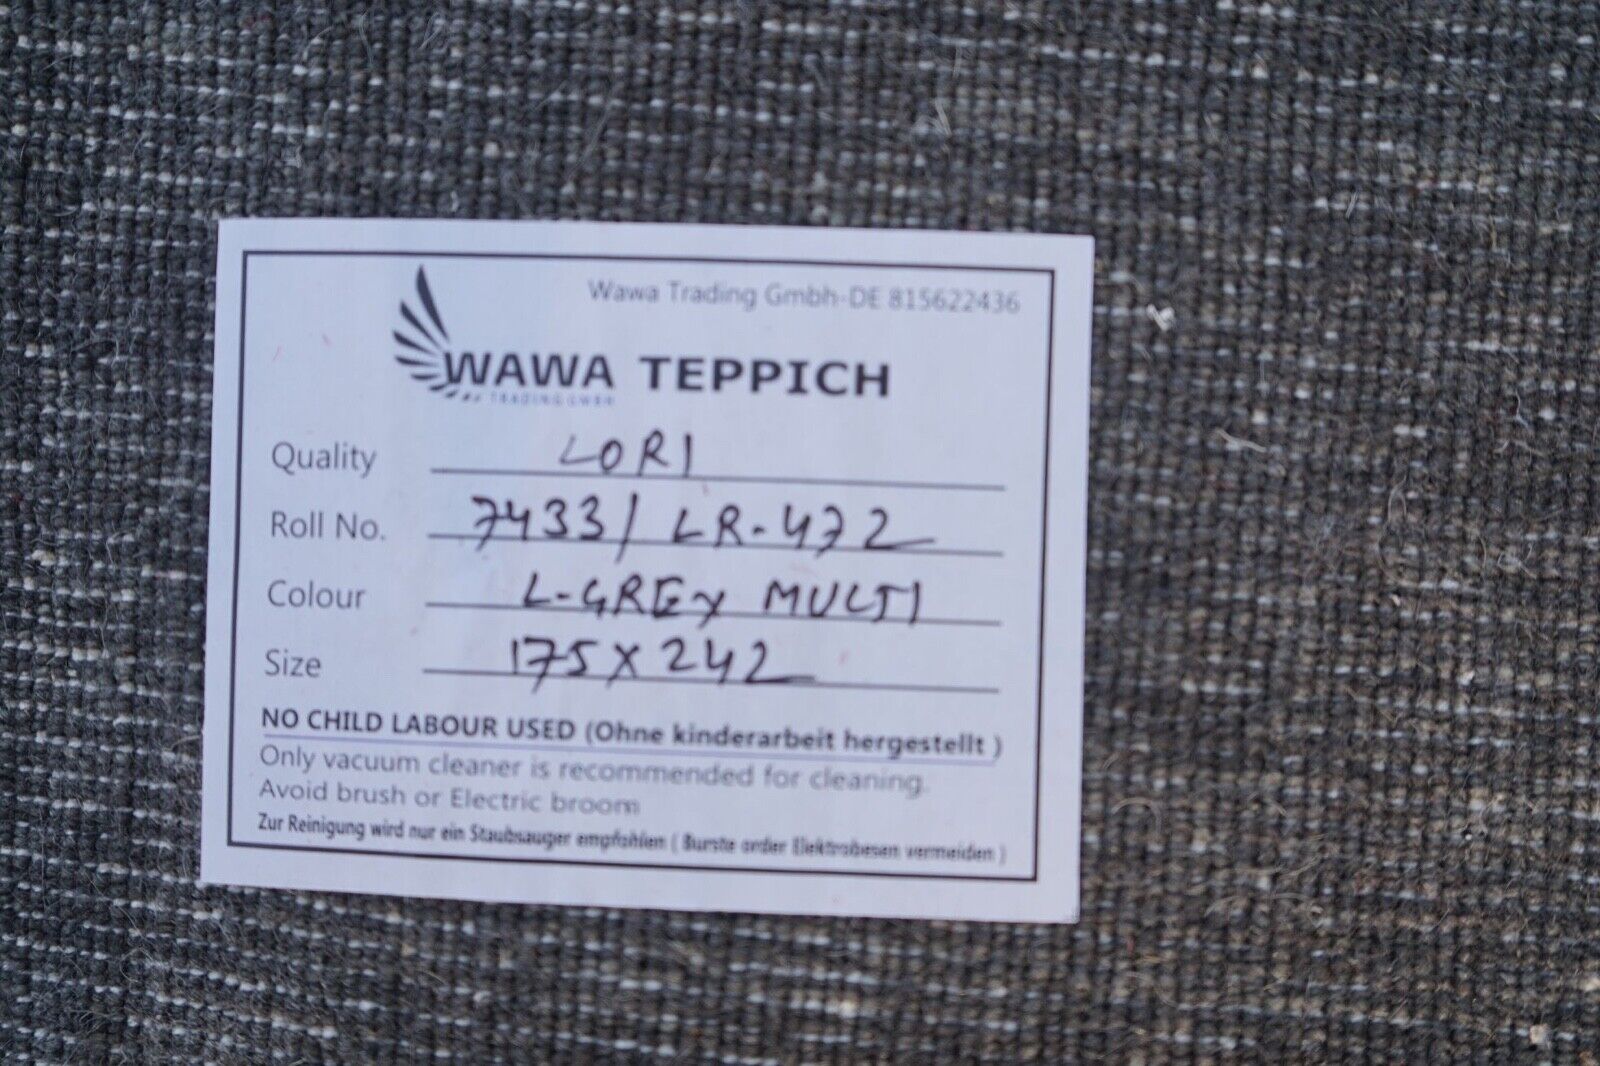 Wawa Trading Gmbh-DE 815622436
WAWA TEPPICH
TRADING GMBH
Quality LORI
Roll No. 7433/ LR-472
Colour L-GREY MULTI
Size 175X242
NO CHILD LABOUR USED (Ohne kinderarbeit hergestellt )
Only vacuum cleaner is recommended for cleaning.
Avoid brush or Electric broom
Zur Reinigung wird nur ein Staubsauger empfohlen ( Burste order Elektrobesen vermeiden )